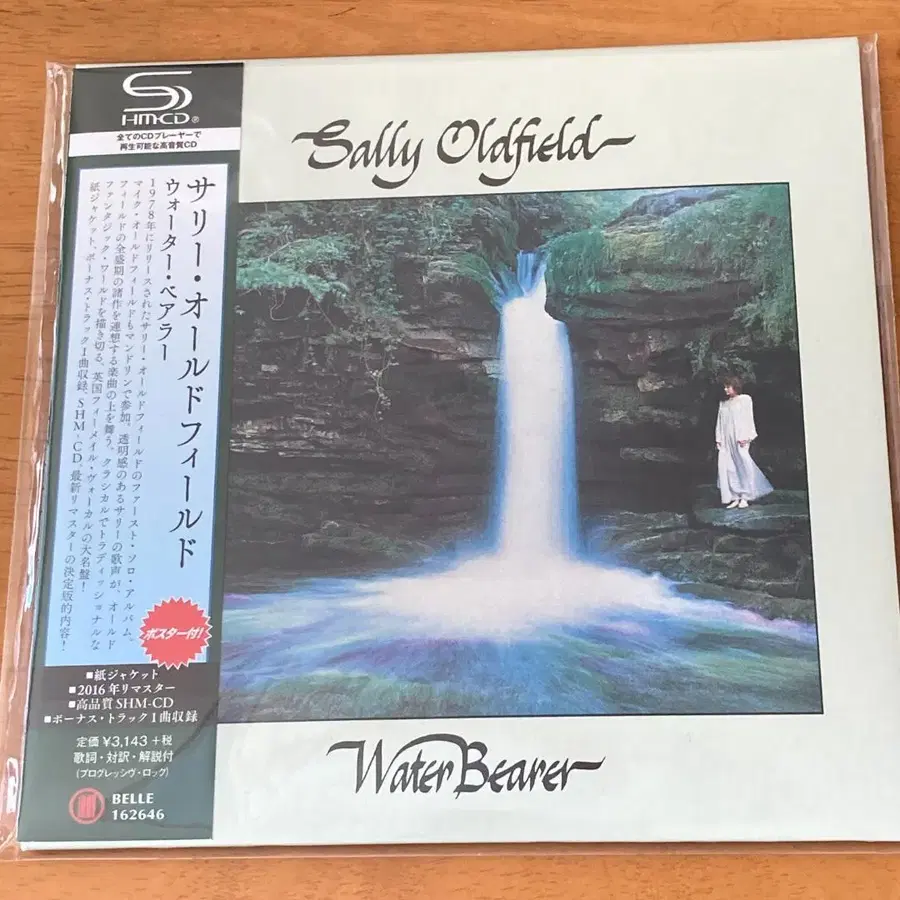 SHM-CD®
全てのCDプレーヤーで
再生可能な高音質CD
サリー・オールドフィールド
ウォーター・ベアラー
1978年にリリースされたサリー・オールドフィールドのファースト・ソロ・アルバム。
マイク・オールドフィールドもマンドリンで参加。透明感のあるサリーの歌声が、オールド
フィールドの全盛期の諸作を連想する楽曲の上を舞う。クラシカルでトラディッショナルな
ファンタジック・ワールドを描き切る、英国フィーメイル・ヴォーカルの大名盤！
紙ジャケット、ボーナス・トラック1曲収録、SHM-CD、最新リマスターの決定版的内容！
ポスター付!
■紙ジャケット
■2016年リマスター
■高品質SHM-CD
■ボーナス・トラック1曲収録
定価¥3,143+税
歌詞・対訳・解説付
(プログレッシヴ・ロック)
BELLE
162646
Sally Oldfield
Water Bearer